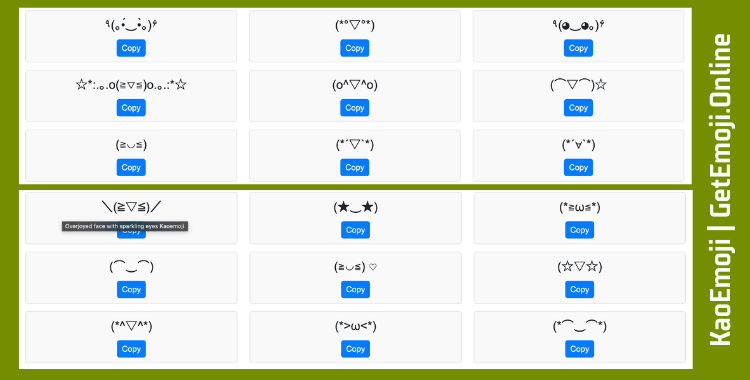 ٩(｡•́‿•̀｡)۶
(*°▽°*)
٩(◕‿◕｡)۶
Copy
Copy
Copy
☆*:.｡.o(≧▽≦)o.｡.:*☆
(o^▽^o)
(⌒▽⌒)☆
Copy
Copy
Copy
(≧◡≦)
(*´▽`*)
(*´∀`*)
Copy
Copy
Copy
＼(≧▽≦)／
(★‿★)
(*≧ω≦*)
Overjoyed face with sparkling eyes Kaoemoji
Copy
Copy
Copy
(⌒‿⌒)
(≧◡≦) ♡
(☆▽☆)
Copy
Copy
Copy
(*^▽^*)
(*>ω<*)
(*⌒‿⌒*)
Copy
Copy
Copy
KaoEmoji | GetEmoji.Online